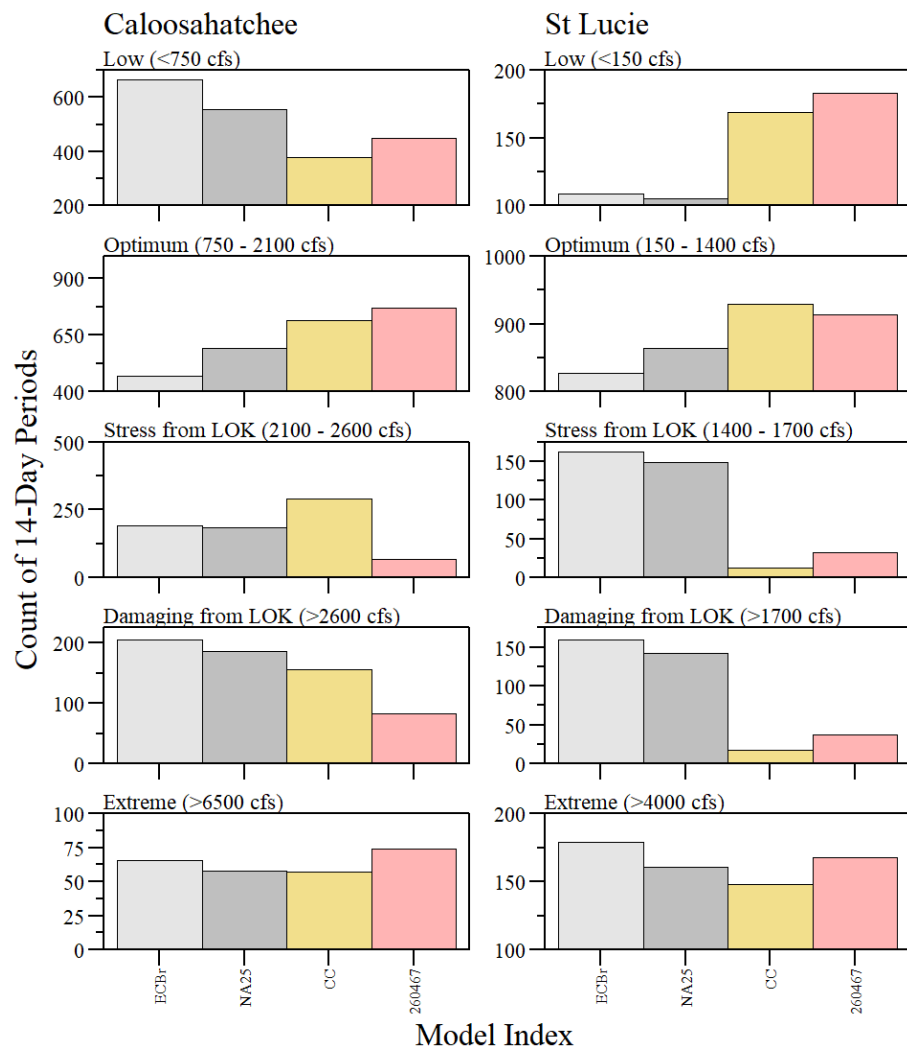 Caloosahatchee
St Lucie
Low (<750 cfs)
600
400
200
Low (<150 cfs)
200
150
100
Optimum (750 - 2100 cfs)
900
650
400
Optimum (150 - 1400 cfs)
1000
900
800
Stress from LOK (2100 - 2600 cfs)
500
250
0
Stress from LOK (1400 - 1700 cfs)
150
100
50
0
Damaging from LOK (>2600 cfs)
200
100
0
Damaging from LOK (>1700 cfs)
150
100
50
0
Extreme (>6500 cfs)
100
75
50
25
0
Extreme (>4000 cfs)
200
150
100
ECBr
NA25
CC
260467
ECBr
NA25
CC
260467
Count of 14-Day Periods
Model Index